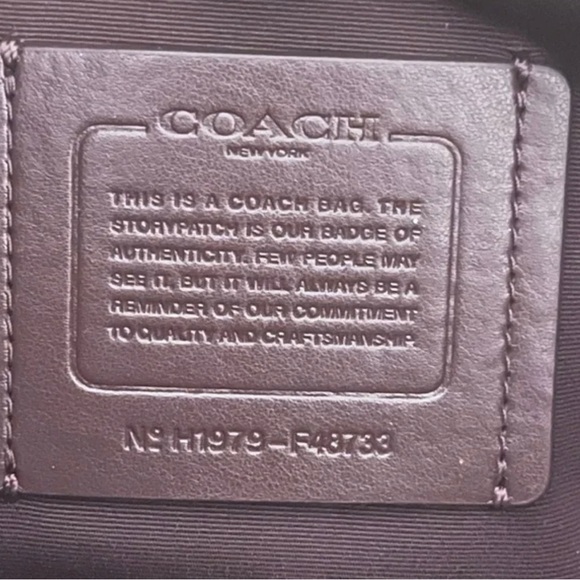 COACH
NEW YORK
THIS IS A COACH BAG. THE
STORYPATCH IS OUR BADGE OF
AUTHENTICITY. FEW PEOPLE MAY
SEE IT, BUT IT WILL ALWAYS BE A
REMINDER OF OUR COMMITMENT
TO QUALITY AND CRAFTSMANSHIP.
Nº H1979-F48733